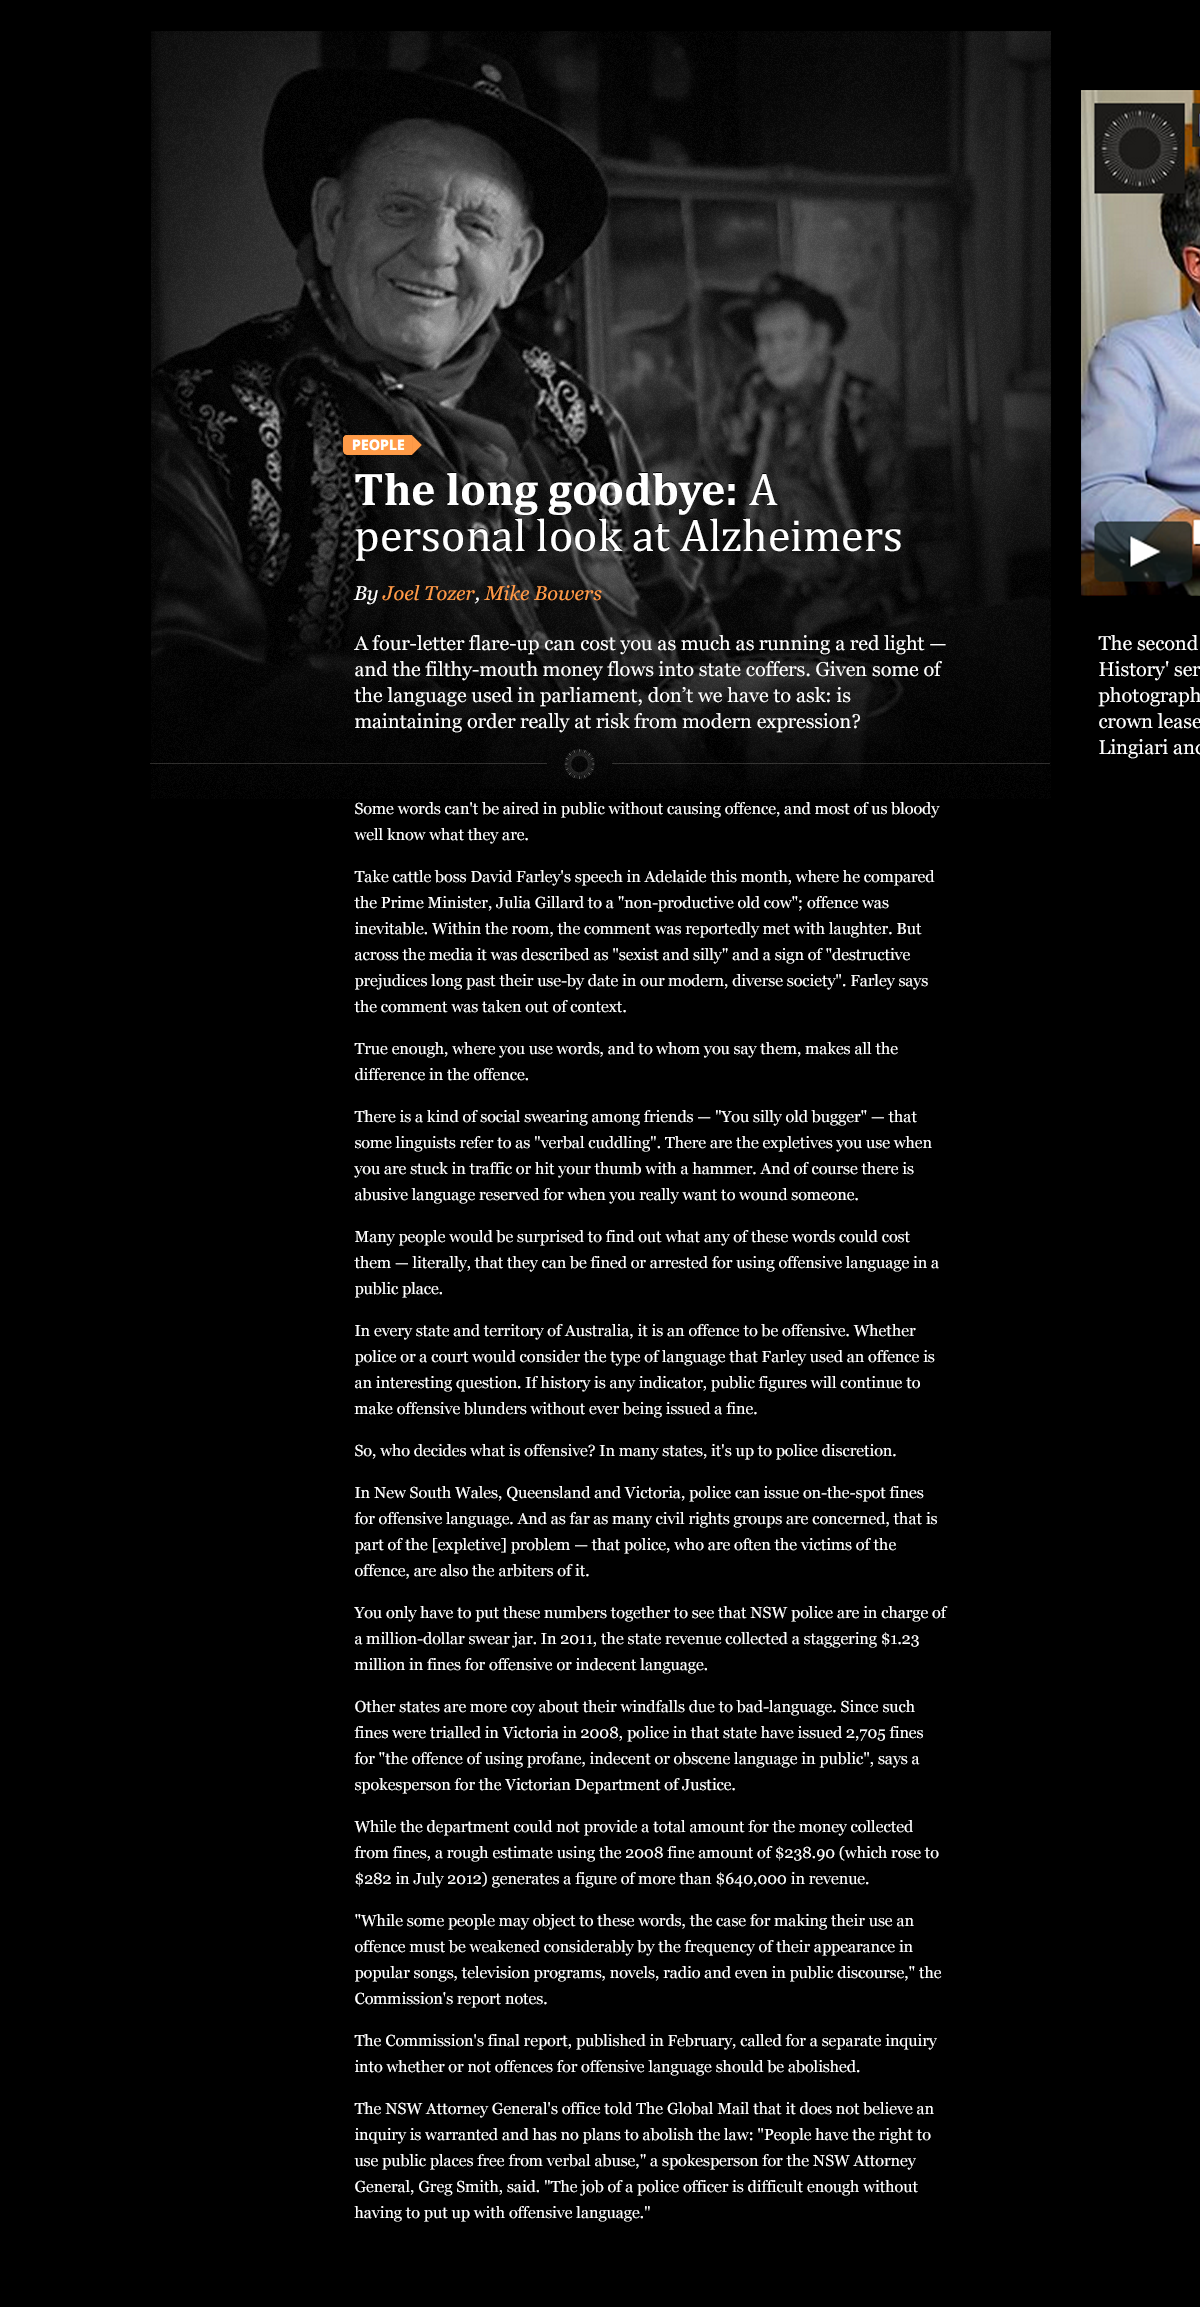 PEOPLE
The long goodbye: A
personal look at Alzheimers
By Joel Tozer, Mike Bowers
A four-letter flare-up can cost you as much as running a red light —
and the filthy-mouth money flows into state coffers. Given some of
the language used in parliament, don’t we have to ask: is
maintaining order really at risk from modern expression?
Some words can't be aired in public without causing offence, and most of us bloody
well know what they are.
Take cattle boss David Farley's speech in Adelaide this month, where he compared
the Prime Minister, Julia Gillard to a "non-productive old cow"; offence was
inevitable. Within the room, the comment was reportedly met with laughter. But
across the media it was described as "sexist and silly" and a sign of "destructive
prejudices long past their use-by date in our modern, diverse society". Farley says
the comment was taken out of context.
True enough, where you use words, and to whom you say them, makes all the
difference in the offence.
There is a kind of social swearing among friends — "You silly old bugger" — that
some linguists refer to as "verbal cuddling". There are the expletives you use when
you are stuck in traffic or hit your thumb with a hammer. And of course there is
abusive language reserved for when you really want to wound someone.
Many people would be surprised to find out what any of these words could cost
them — literally, that they can be fined or arrested for using offensive language in a
public place.
In every state and territory of Australia, it is an offence to be offensive. Whether
police or a court would consider the type of language that Farley used an offence is
an interesting question. If history is any indicator, public figures will continue to
make offensive blunders without ever being issued a fine.
So, who decides what is offensive? In many states, it's up to police discretion.
In New South Wales, Queensland and Victoria, police can issue on-the-spot fines
for offensive language. And as far as many civil rights groups are concerned, that is
part of the [expletive] problem — that police, who are often the victims of the
offence, are also the arbiters of it.
You only have to put these numbers together to see that NSW police are in charge of
a million-dollar swear jar. In 2011, the state revenue collected a staggering $1.23
million in fines for offensive or indecent language.
Other states are more coy about their windfalls due to bad-language. Since such
fines were trialled in Victoria in 2008, police in that state have issued 2,705 fines
for "the offence of using profane, indecent or obscene language in public", says a
spokesperson for the Victorian Department of Justice.
While the department could not provide a total amount for the money collected
from fines, a rough estimate using the 2008 fine amount of $238.90 (which rose to
$282 in July 2012) generates a figure of more than $640,000 in revenue.
"While some people may object to these words, the case for making their use an
offence must be weakened considerably by the frequency of their appearance in
popular songs, television programs, novels, radio and even in public discourse," the
Commission's report notes.
The Commission's final report, published in February, called for a separate inquiry
into whether or not offences for offensive language should be abolished.
The NSW Attorney General's office told The Global Mail that it does not believe an
inquiry is warranted and has no plans to abolish the law: "People have the right to
use public places free from verbal abuse," a spokesperson for the NSW Attorney
General, Greg Smith, said. "The job of a police officer is difficult enough without
having to put up with offensive language."
The second
History' ser
photograph
crown lease
Lingiari and